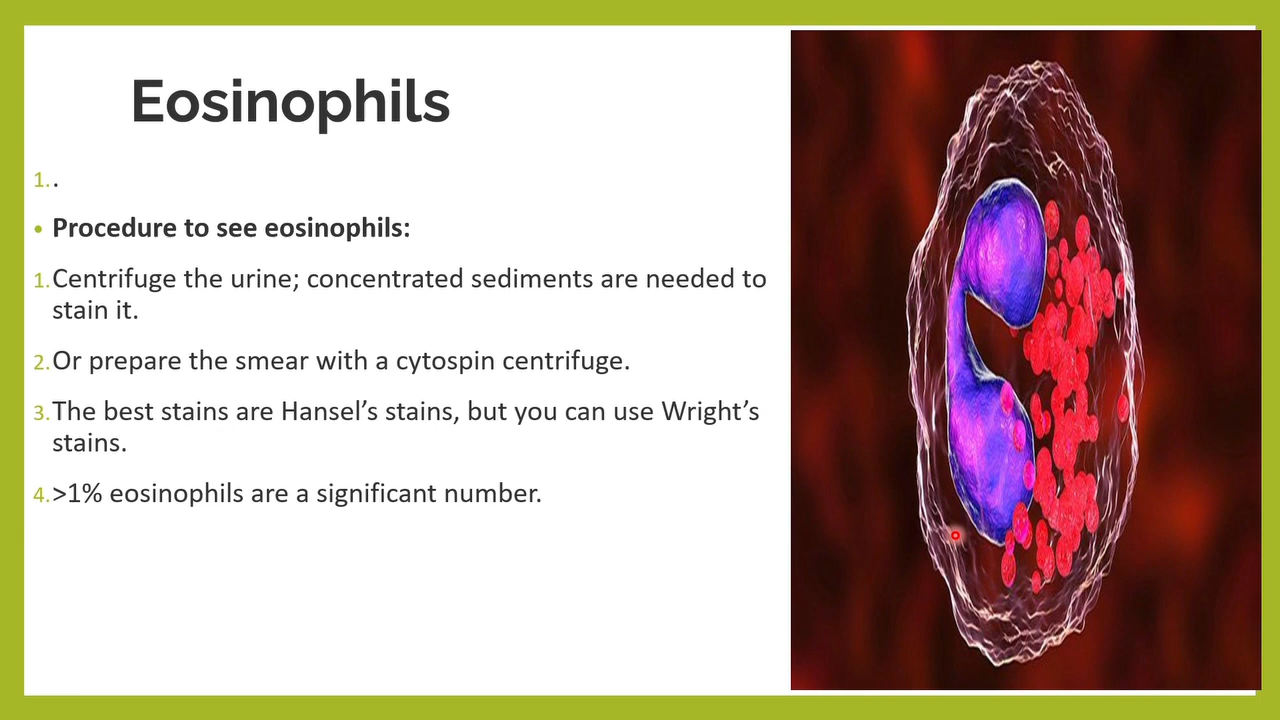 Eosinophils
1. .
• Procedure to see eosinophils:
1. Centrifuge the urine; concentrated sediments are needed to
stain it.
2. Or prepare the smear with a cytospin centrifuge.
3. The best stains are Hansel’s stains, but you can use Wright’s
stains.
4. >1% eosinophils are a significant number.